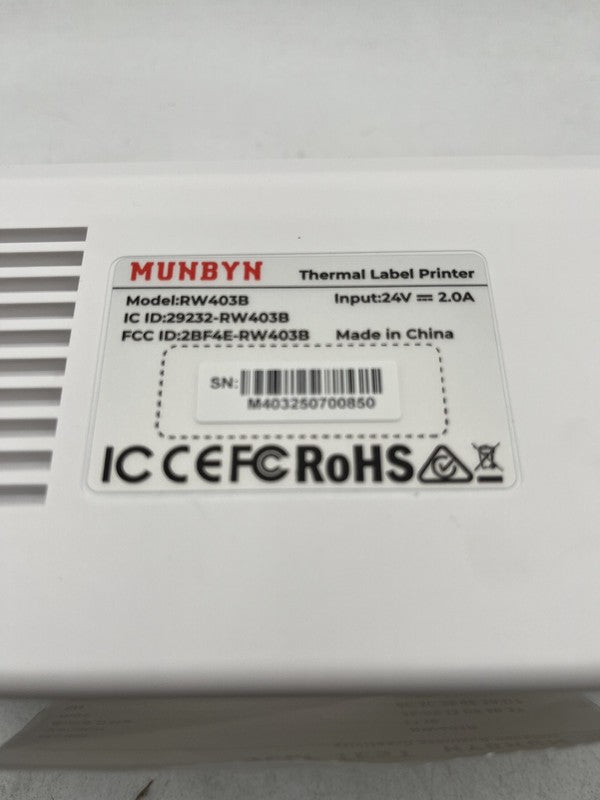 MUNBYN
Thermal Label Printer
Model:RW403B
Input:24V ⎓ 2.0A
IC ID:29232-RW403B
FCC ID:2BF4E-RW403B
Made in China
SN:
M403250700850
IC CE FC RoHS